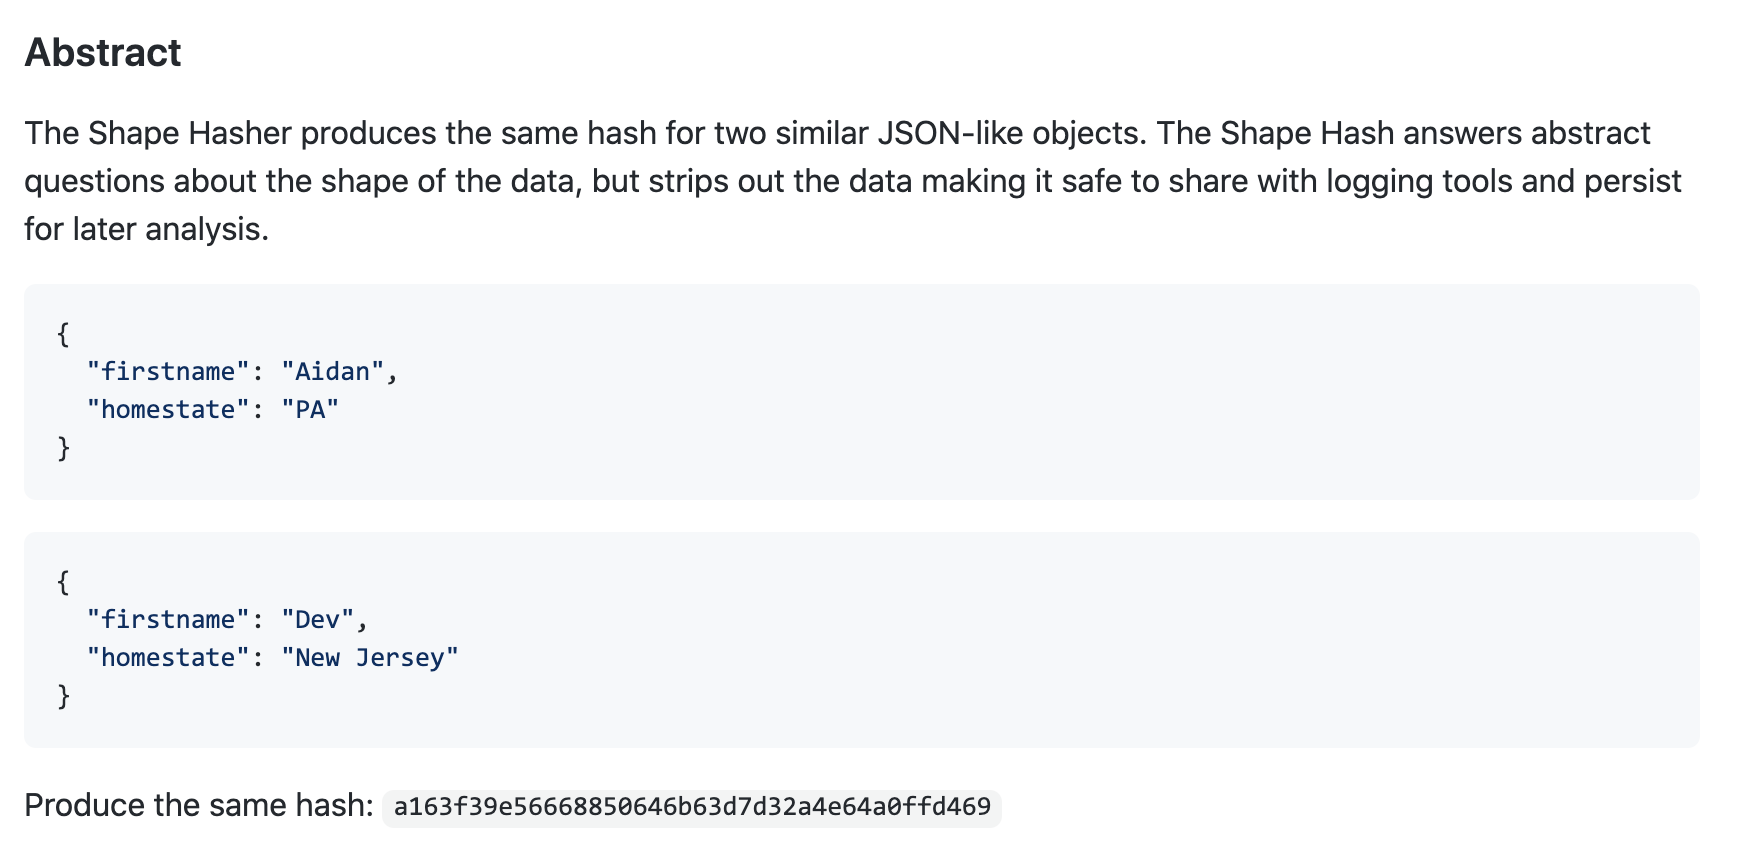 Abstract
The Shape Hasher produces the same hash for two similar JSON-like objects. The Shape Hash answers abstract
questions about the shape of the data, but strips out the data making it safe to share with logging tools and persist
for later analysis.
{
  "firstname": "Aidan",
  "homestate": "PA"
}
{
  "firstname": "Dev",
  "homestate": "New Jersey"
}
Produce the same hash: a163f39e56668850646b63d7d32a4e64a0ffd469